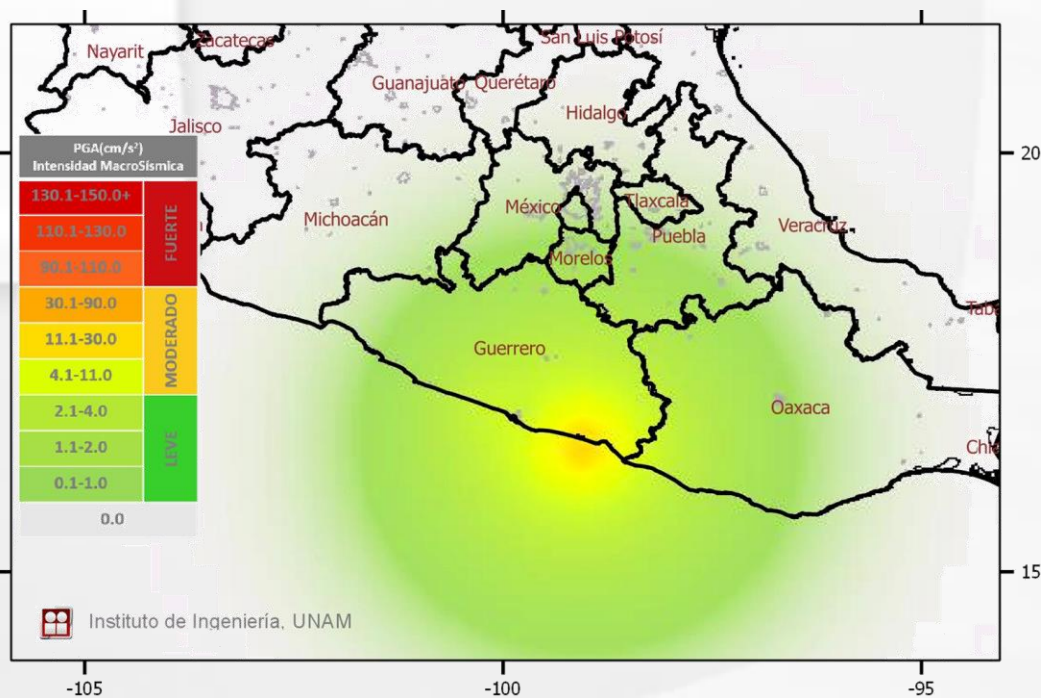 Nayarit
Zacatecas
San Luis Potosí
Guanajuato
Querétaro
Hidalgo
Jalisco
20
PGA(cm/s²)
Intensidad MacroSísmica
130.1-150.0+
110.1-130.0
90.1-110.0
FUERTE
30.1-90.0
11.1-30.0
4.1-11.0
MODERADO
2.1-4.0
1.1-2.0
0.1-1.0
LEVE
0.0
Michoacán
México
Tlaxcala
Puebla
Veracruz
Morelos
Taba
Guerrero
Oaxaca
Chi
15
Instituto de Ingeniería, UNAM
-105
-100
-95